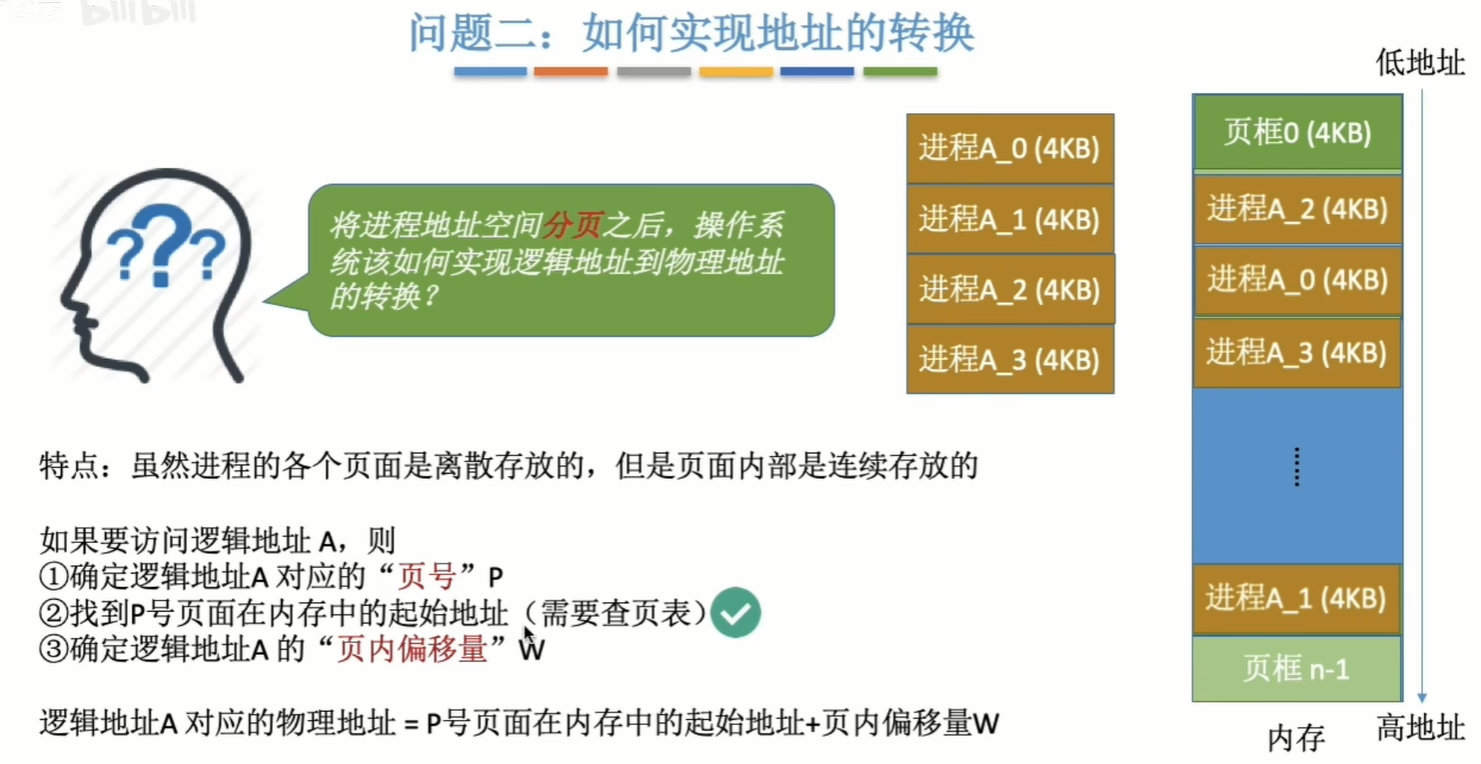 bilibili
问题二：如何实现地址的转换
低地址
将进程地址空间分页之后，操作系
统该如何实现逻辑地址到物理地址
的转换？
???
进程A_0 (4KB)
进程A_1 (4KB)
进程A_2 (4KB)
进程A_3 (4KB)
页框0 (4KB)
进程A_2 (4KB)
进程A_0 (4KB)
进程A_3 (4KB)
进程A_1 (4KB)
页框 n-1
内存
高地址
特点：虽然进程的各个页面是离散存放的，但是页面内部是连续存放的
如果要访问逻辑地址 A，则
①确定逻辑地址A 对应的“页号”P
②找到P号页面在内存中的起始地址（需要查页表）
③确定逻辑地址A 的“页内偏移量”W
逻辑地址A 对应的物理地址 = P号页面在内存中的起始地址+页内偏移量W